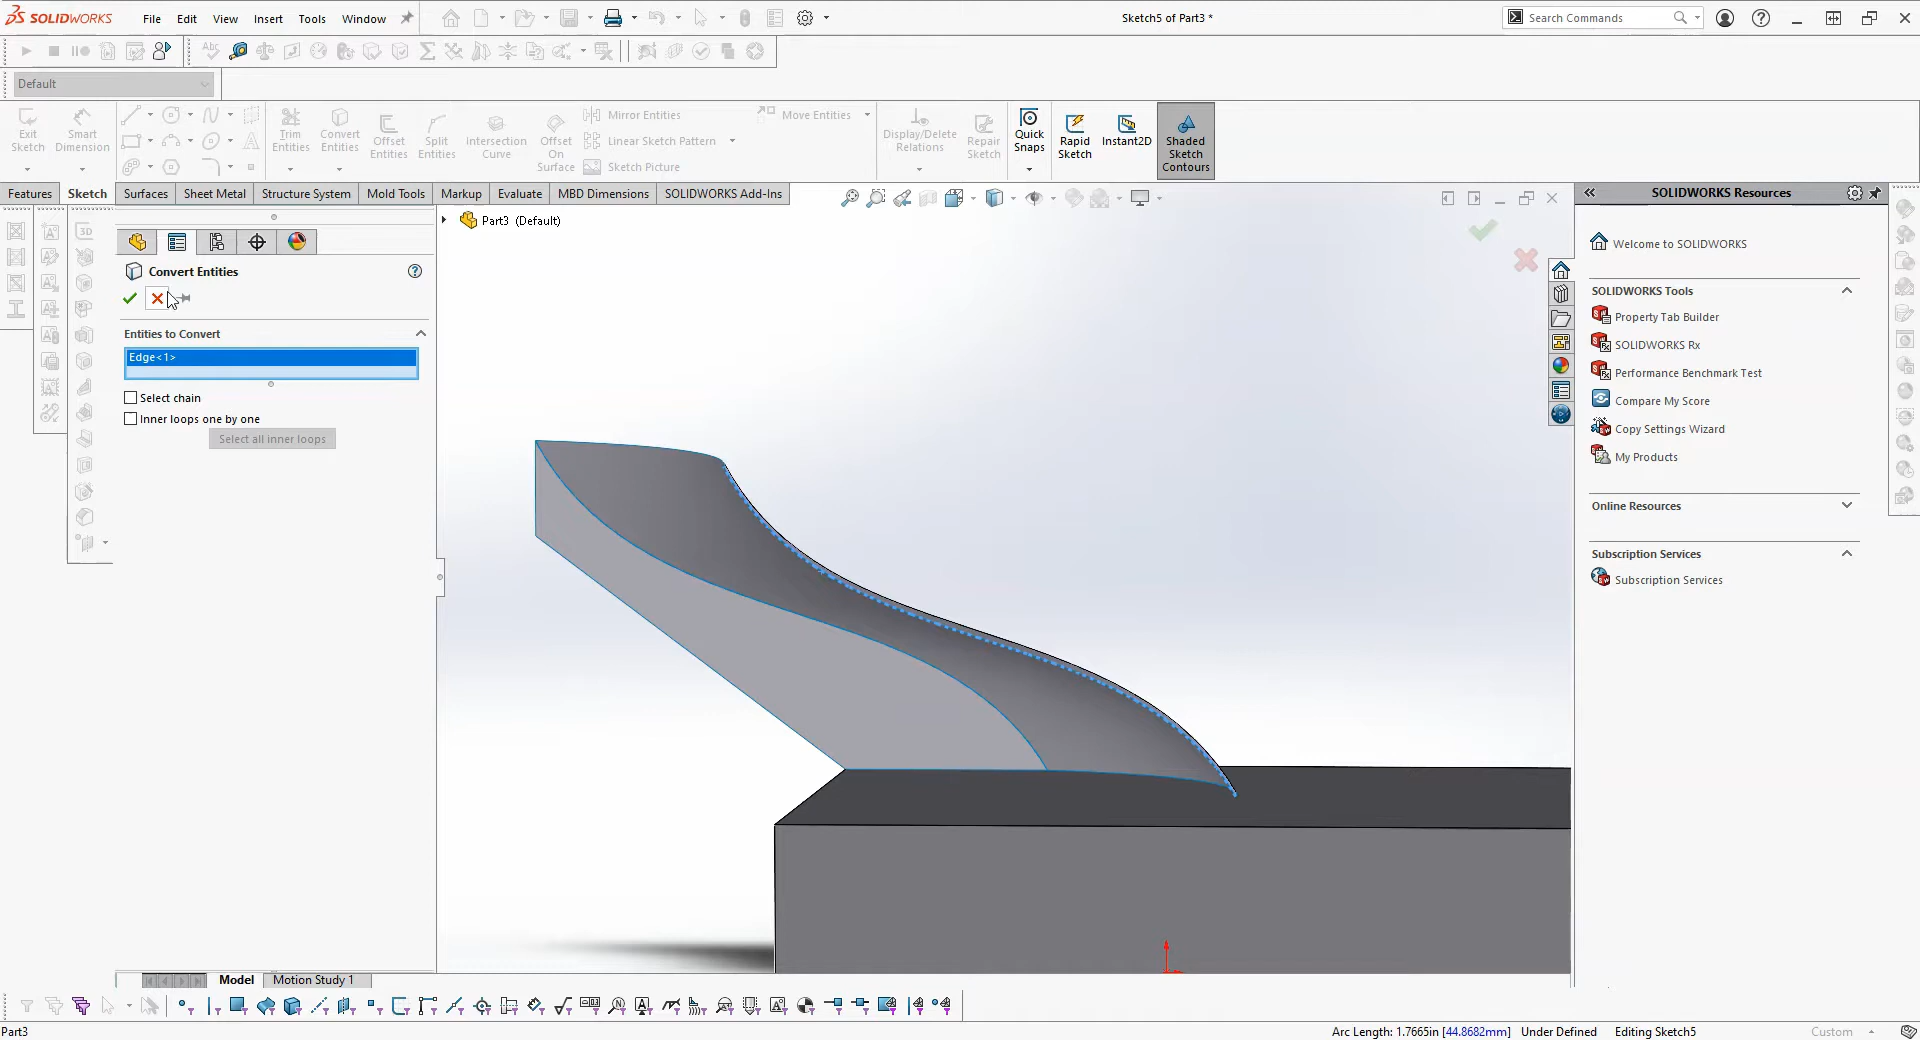 SOLIDWORKS File Edit View Insert Tools Window Sketch5 of Part3 * Search Commands
Default
Exit Sketch Smart Dimension Trim Entities Convert Entities Offset Entities Split Entities Intersection Curve Offset On Surface Mirror Entities Linear Sketch Pattern Sketch Picture Move Entities Display/Delete Relations Repair Sketch Quick Snaps Rapid Sketch Instant2D Shaded Sketch Contours
Features Sketch Surfaces Sheet Metal Structure System Mold Tools Markup Evaluate MBD Dimensions SOLIDWORKS Add-Ins
SOLIDWORKS Resources
Part3 (Default)
Convert Entities
Entities to Convert
Edge<1>
Select chain
Inner loops one by one
Select all inner loops
Welcome to SOLIDWORKS
SOLIDWORKS Tools
Property Tab Builder
SOLIDWORKS Rx
Performance Benchmark Test
Compare My Score
Copy Settings Wizard
My Products
Online Resources
Subscription Services
Subscription Services
Model Motion Study 1
Part3 Arc Length: 1.7665in [44.8682mm] Under Defined Editing Sketch5 Custom